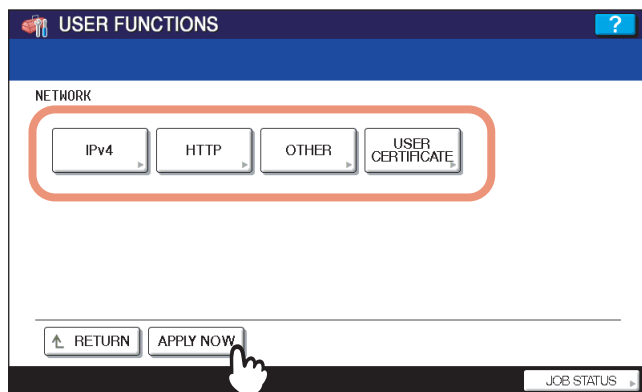 USER FUNCTIONS
?
NETWORK
IPv4
HTTP
OTHER
USER
CERTIFICATE
RETURN
APPLY NOW
JOB STATUS